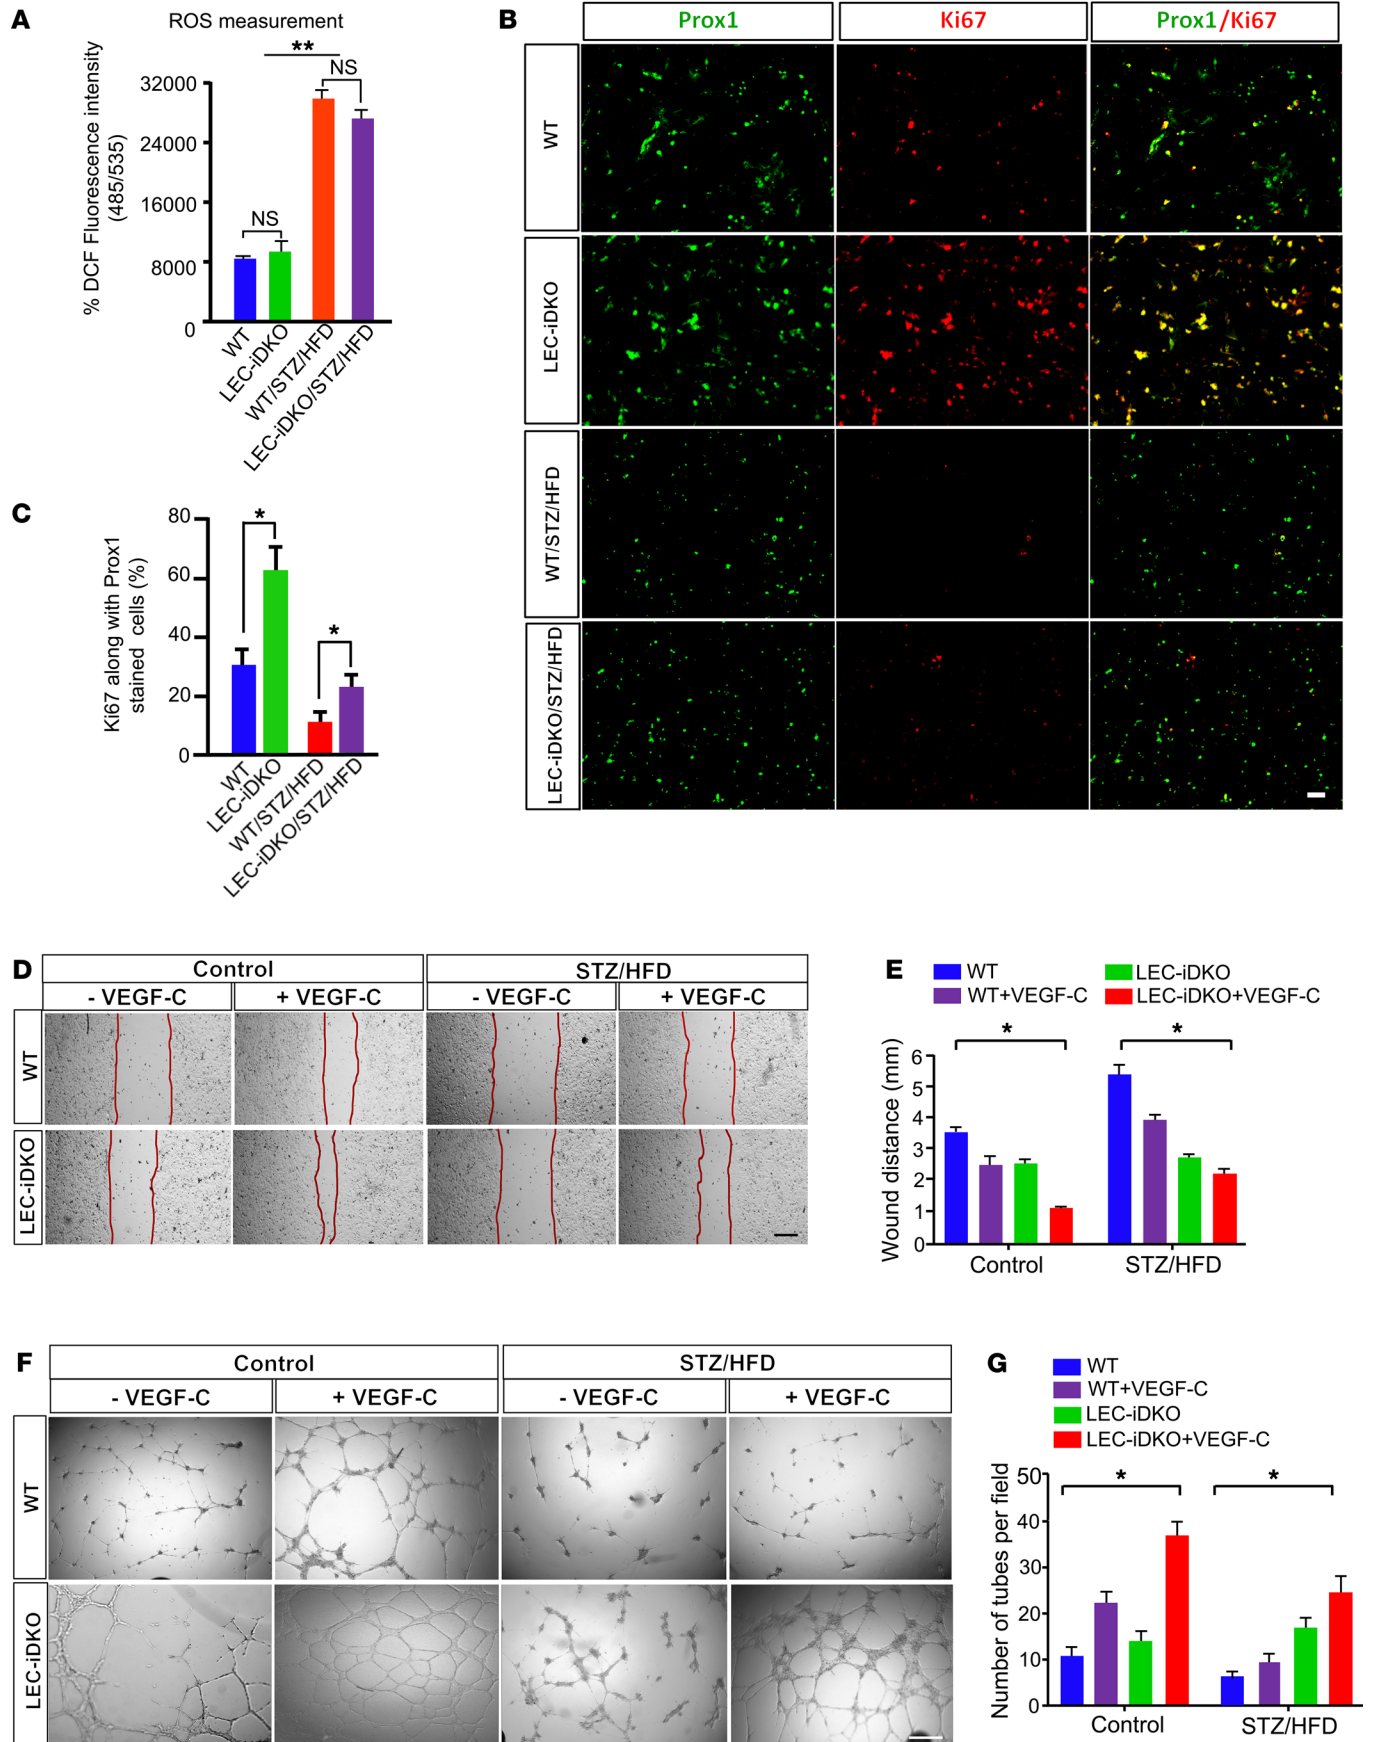 A
ROS measurement
% DCF Fluorescence intensity
(485/535)
**
NS
NS
32000
24000
16000
8000
0
WT
LEC-iDKO
WT/STZ/HFD
LEC-iDKO/STZ/HFD
B
Prox1
Ki67
Prox1/Ki67
WT
LEC-iDKO
WT/STZ/HFD
LEC-iDKO/STZ/HFD
C
Ki67 along with Prox1
stained cells (%)
80
60
40
20
0
*
*
WT
LEC-iDKO
WT/STZ/HFD
LEC-iDKO/STZ/HFD
D
Control
STZ/HFD
- VEGF-C
+ VEGF-C
- VEGF-C
+ VEGF-C
WT
LEC-iDKO
E
WT
LEC-iDKO
WT+VEGF-C
LEC-iDKO+VEGF-C
*
*
Wound distance (mm)
6
5
4
3
2
1
0
Control
STZ/HFD
F
Control
STZ/HFD
- VEGF-C
+ VEGF-C
- VEGF-C
+ VEGF-C
WT
LEC-iDKO
G
WT
WT+VEGF-C
LEC-iDKO
LEC-iDKO+VEGF-C
*
*
Number of tubes per field
50
40
30
20
10
0
Control
STZ/HFD